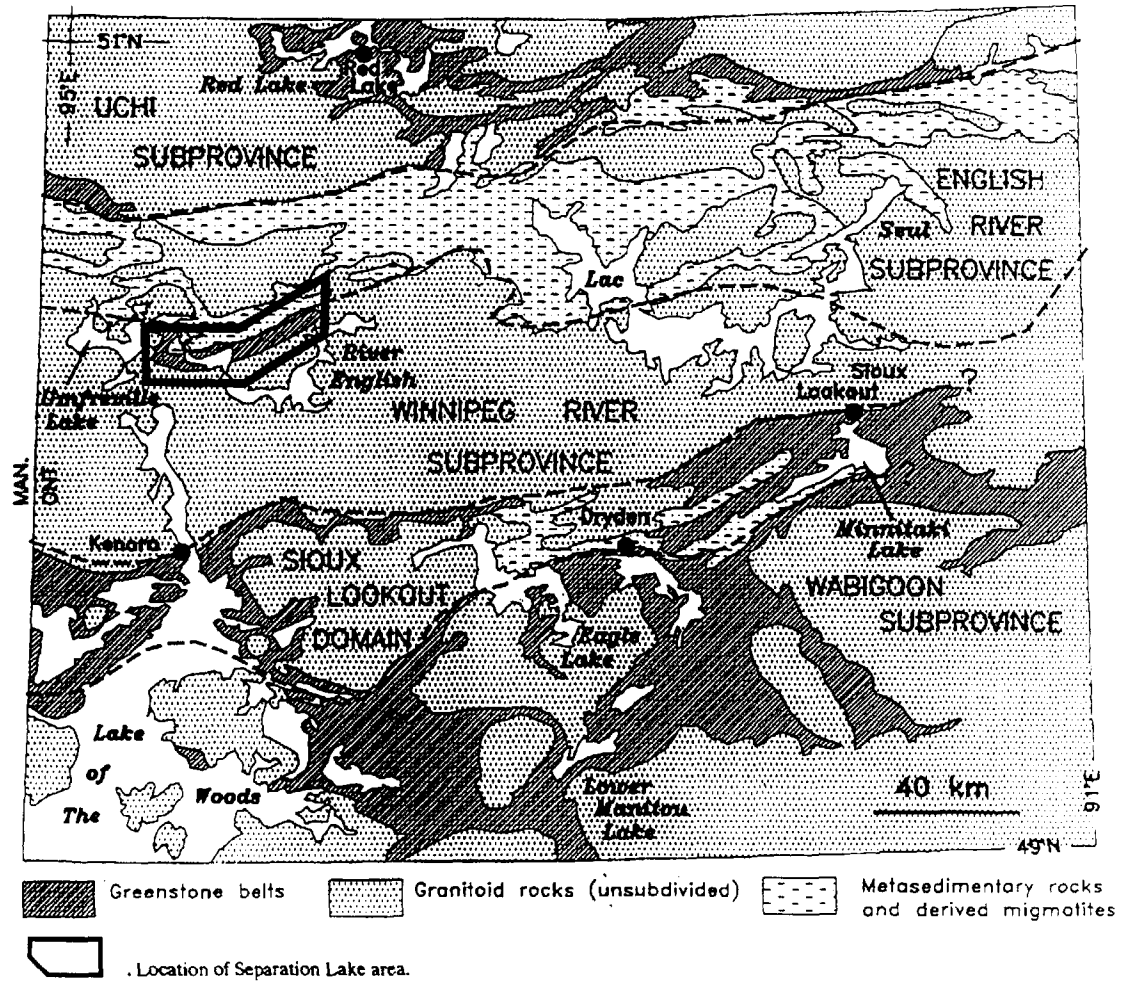 51°N
95°E
Red Lake
Red
Lake
UCHI
SUBPROVINCE
ENGLISH
RIVER
SUBPROVINCE
Seul
Lac
River
English
Umfreville
Lake
Sioux
Lookout
?
WINNIPEG RIVER
SUBPROVINCE
MAN.
ONT
Kenora
Dryden
Minnitaki
Lake
SIOUX
LOOKOUT
DOMAIN
WABIGOON
SUBPROVINCE
Eagle
Lake
Lake
of
The
Woods
Lower
Manitou
Lake
40 km
91°E
49°N
Greenstone belts
Granitoid rocks (unsubdivided)
Metasedimentary rocks
and derived migmatites
. Location of Separation Lake area.